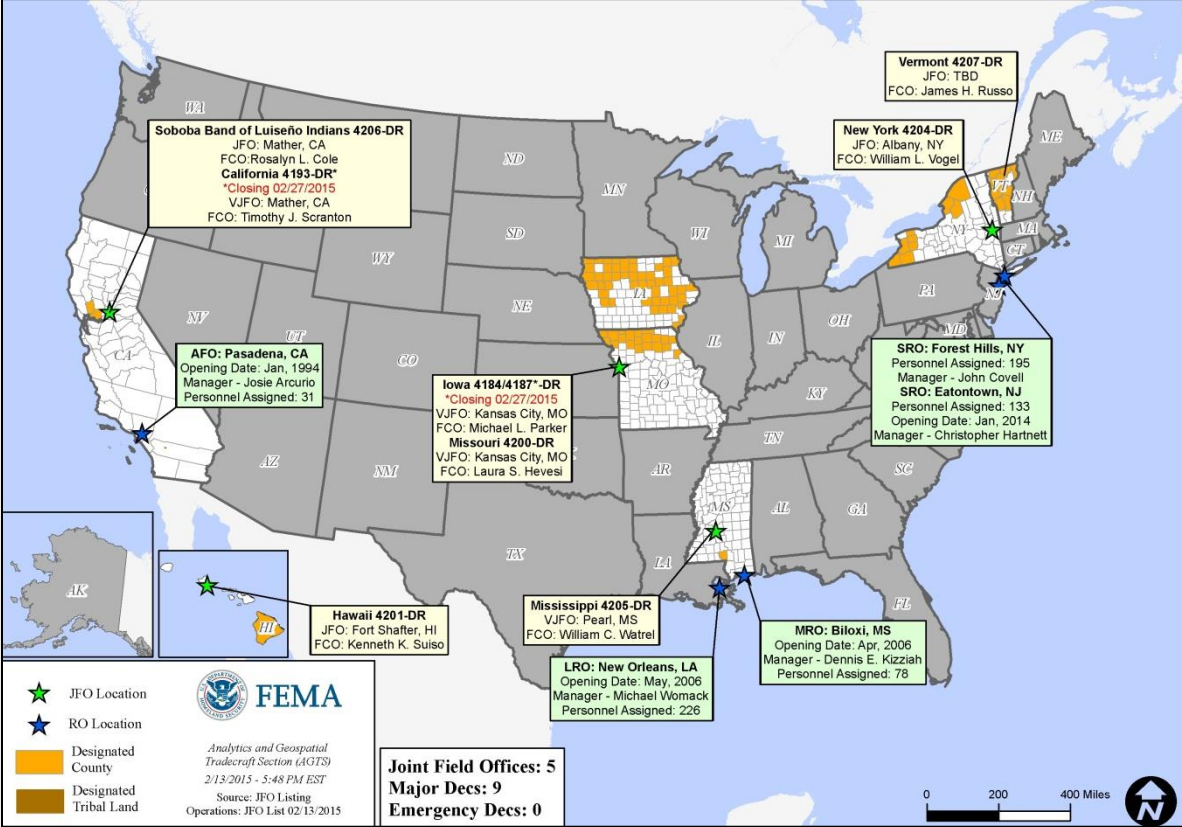 Vermont 4207-DR
JFO: TBD
FCO: James H. Russo
New York 4204-DR
JFO: Albany, NY
FCO: William L. Vogel
Soboba Band of Luiseño Indians 4206-DR
JFO: Mather, CA
FCO:Rosalyn L. Cole
California 4193-DR*
*Closing 02/27/2015
VJFO: Mather, CA
FCO: Timothy J. Scranton
WA
ND
MN
ME
VT
NH
NY
MA
CT
SD
WI
MI
WY
IA
NE
PA
NJ
NV
UT
CA
CO
IL
IN
OH
MD
MO
KY
AFO: Pasadena, CA
Opening Date: Jan, 1994
Manager - Josie Arcurio
Personnel Assigned: 31
Iowa 4184/4187*-DR
*Closing 02/27/2015
VJFO: Kansas City, MO
FCO: Michael L. Parker
Missouri 4200-DR
VJFO: Kansas City, MO
FCO: Laura S. Hevesi
SRO: Forest Hills, NY
Personnel Assigned: 195
Manager - John Covell
SRO: Eatontown, NJ
Personnel Assigned: 133
Opening Date: Jan, 2014
Manager - Christopher Hartnett
AZ
NM
AR
TN
SC
MS
AL
GA
TX
LA
FL
AK
HI
Hawaii 4201-DR
JFO: Fort Shafter, HI
FCO: Kenneth K. Suiso
Mississippi 4205-DR
VJFO: Pearl, MS
FCO: William C. Watrel
LRO: New Orleans, LA
Opening Date: May, 2006
Manager - Michael Womack
Personnel Assigned: 226
MRO: Biloxi, MS
Opening Date: Apr, 2006
Manager - Dennis E. Kizziah
Personnel Assigned: 78
JFO Location
RO Location
Designated
County
Designated
Tribal Land
FEMA
Analytics and Geospatial
Tradecraft Section (AGTS)
2/13/2015 - 5:48 PM EST
Source: JFO Listing
Operations: JFO List 02/13/2015
Joint Field Offices: 5
Major Decs: 9
Emergency Decs: 0
0 200 400 Miles
N